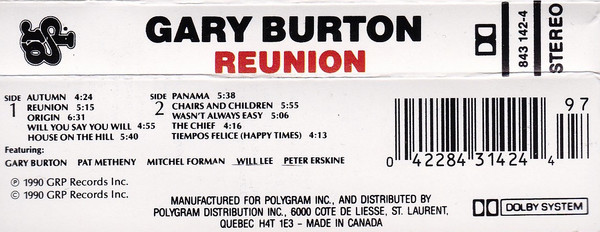 GRP
GARY BURTON
REUNION
843 142-4
STEREO
SIDE 1
AUTUMN 4:24
REUNION 5:15
ORIGIN 6:31
WILL YOU SAY YOU WILL 4:55
HOUSE ON THE HILL 5:40
SIDE 2
PANAMA 5:38
CHAIRS AND CHILDREN 5:55
WASN'T ALWAYS EASY 5:06
THE CHIEF 4:16
TIEMPOS FELICE (HAPPY TIMES) 4:13
Featuring:
GARY BURTON PAT METHENY MITCHEL FORMAN WILL LEE PETER ERSKINE
℗ 1990 GRP Records Inc.
© 1990 GRP Records Inc.
97
0 42284 31424 4
MANUFACTURED FOR POLYGRAM INC., AND DISTRIBUTED BY
POLYGRAM DISTRIBUTION INC., 6000 COTE DE LIESSE, ST. LAURENT,
QUEBEC H4T 1E3 - MADE IN CANADA
DOLBY SYSTEM